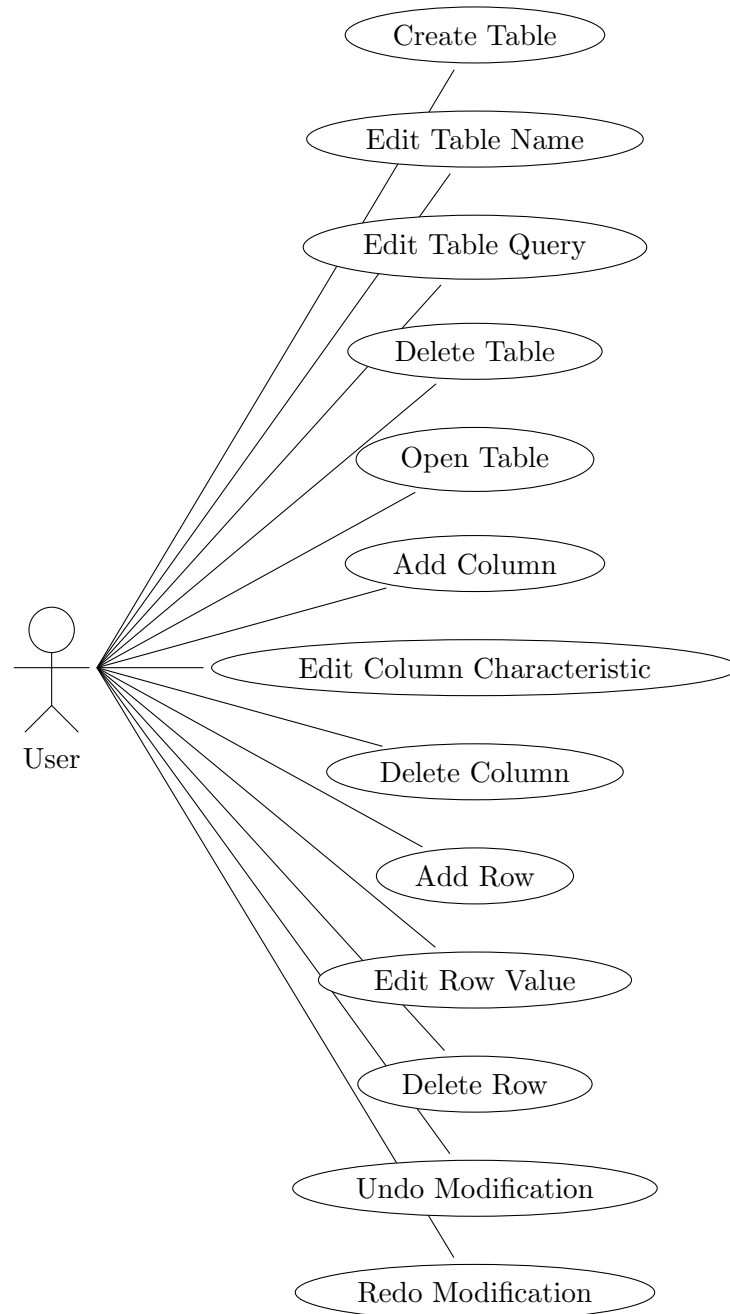 Create Table
Edit Table Name
Edit Table Query
Delete Table
Open Table
Add Column
Edit Column Characteristic
User
Delete Column
Add Row
Edit Row Value
Delete Row
Undo Modification
Redo Modification